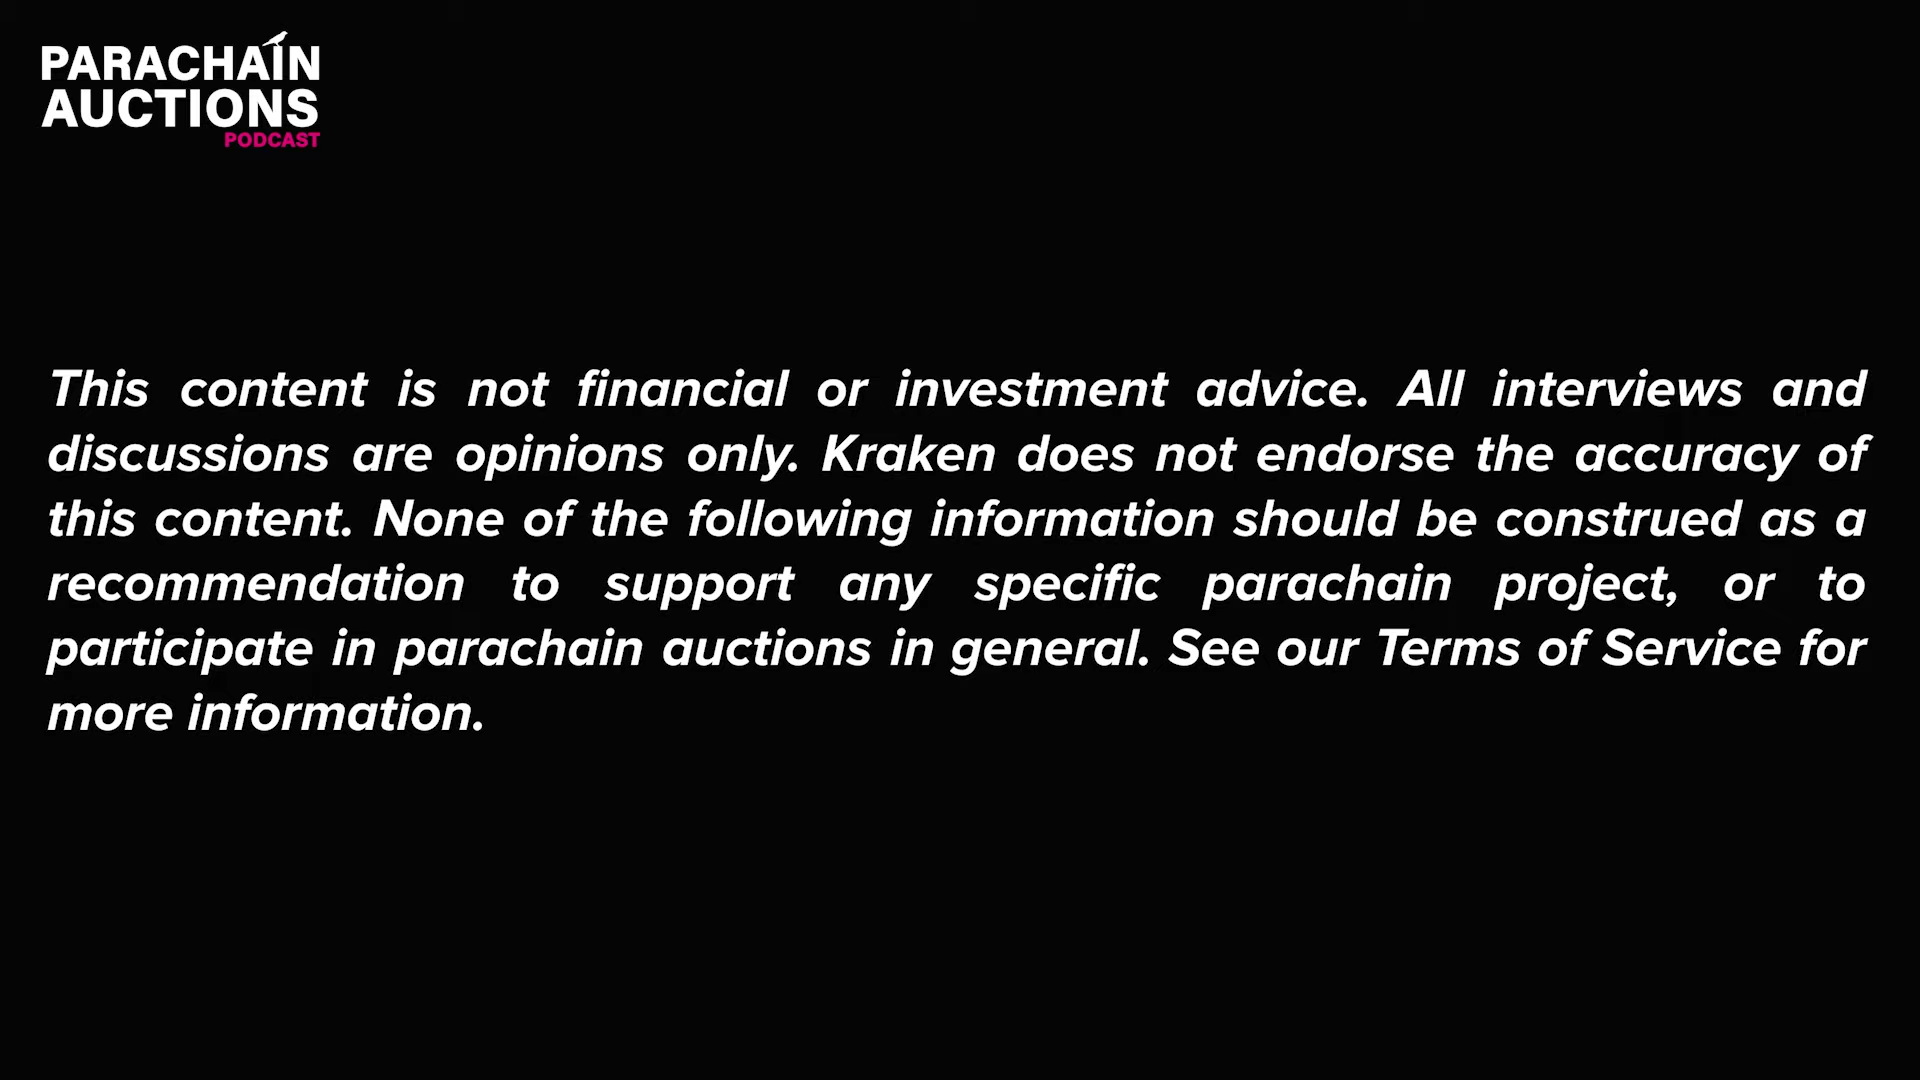 PARACHAIN
AUCTIONS
PODCAST
This content is not financial or investment advice. All interviews and
discussions are opinions only. Kraken does not endorse the accuracy of
this content. None of the following information should be construed as a
recommendation to support any specific parachain project, or to
participate in parachain auctions in general. See our Terms of Service for
more information.